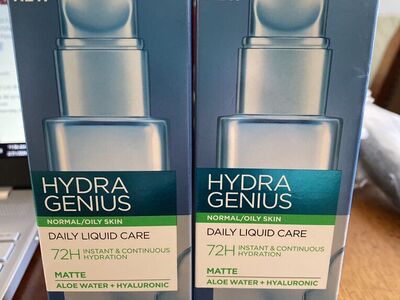 HYDRA
GENIUS
NORMAL/OILY SKIN
DAILY LIQUID CARE
72H INSTANT & CONTINUOUS
HYDRATION
MATTE
ALOE WATER + HYALURONIC
HYDRA
GENIUS
NORMAL/OILY SKIN
DAILY LIQUID CARE
72H INSTANT & CONTINUOUS
HYDRATION
MATTE
ALOE WATER + HYALURONIC